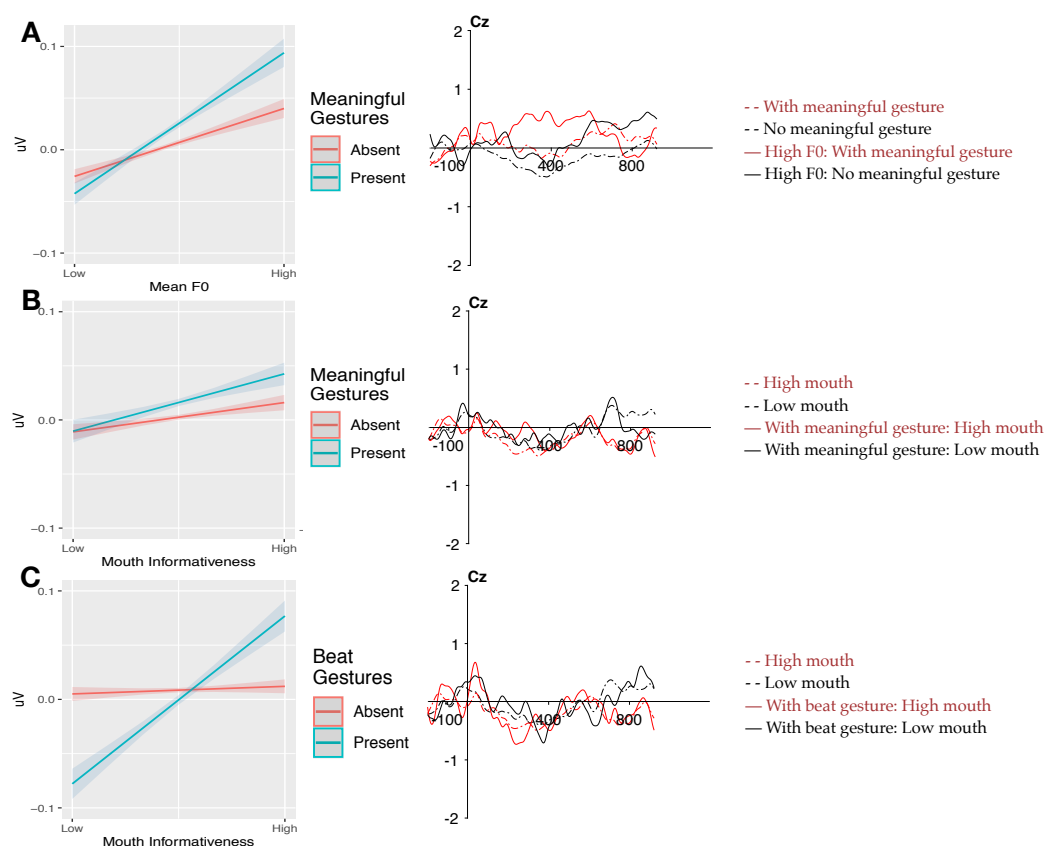 A
0.1
0.0
−0.1
uV
Low
High
Mean F0
Meaningful
Gestures
Absent
Present
Cz
2
1
-1
-2
-100
400
800
-- With meaningful gesture
-- No meaningful gesture
— High F0: With meaningful gesture
— High F0: No meaningful gesture
B
0.1
0.0
−0.1
uV
Low
High
Mouth Informativeness
Meaningful
Gestures
Absent
Present
Cz
2
1
-1
-2
-100
400
800
-- High mouth
-- Low mouth
— With meaningful gesture: High mouth
— With meaningful gesture: Low mouth
C
0.1
0.0
−0.1
uV
Low
High
Mouth Informativeness
Beat
Gestures
Absent
Present
Cz
2
1
-1
-2
-100
400
800
-- High mouth
-- Low mouth
— With beat gesture: High mouth
— With beat gesture: Low mouth